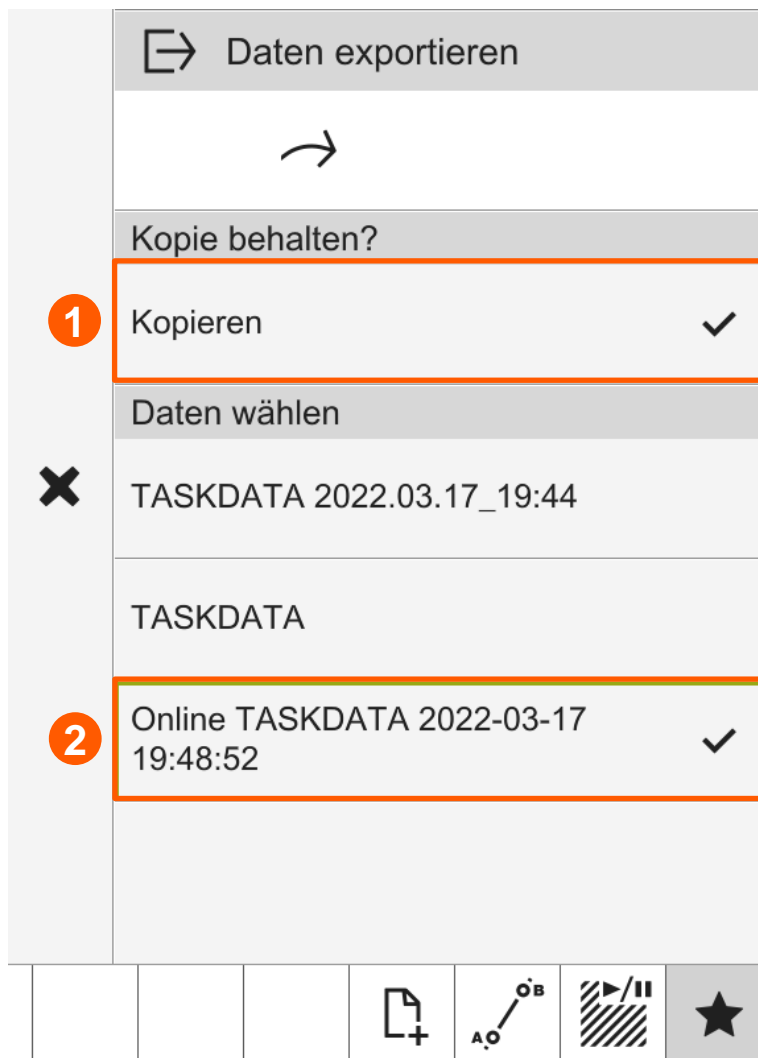 Daten exportieren
Kopie behalten?
1
Kopieren
Daten wählen
TASKDATA 2022.03.17_19:44
TASKDATA
2
Online TASKDATA 2022-03-17
19:48:52
A B